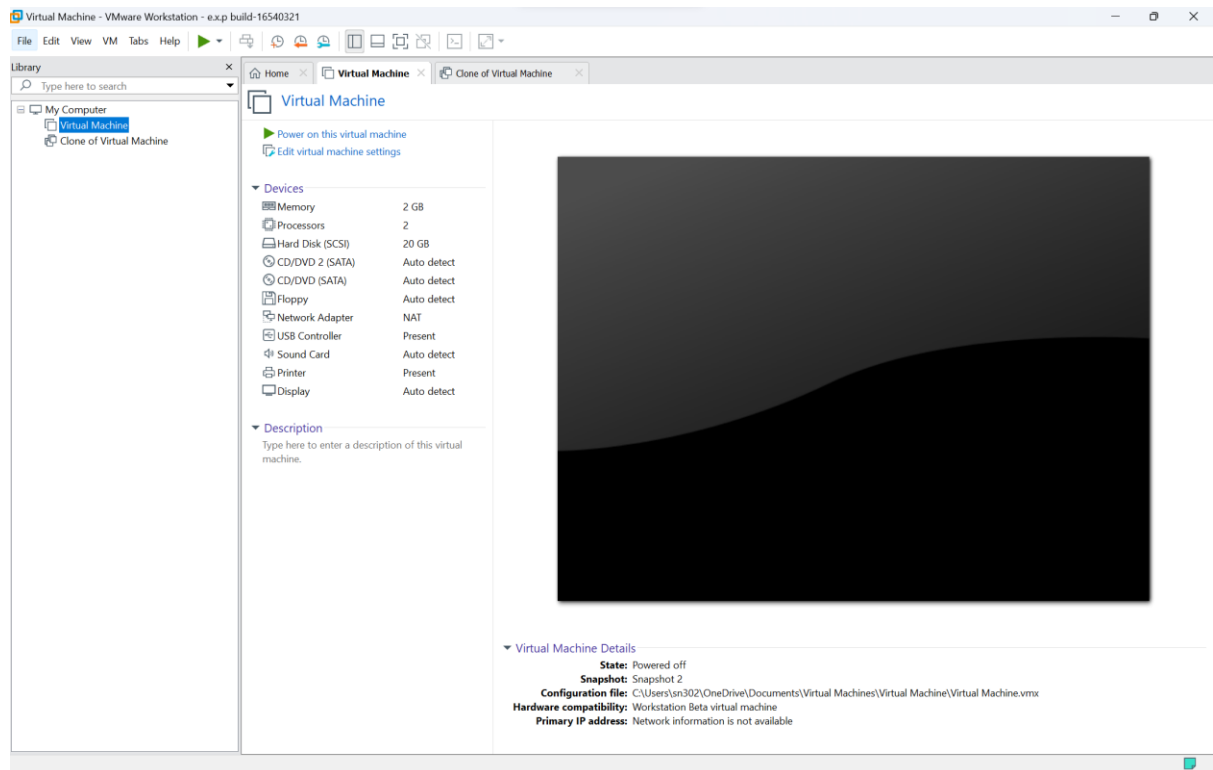 Virtual Machine - VMware Workstation - e.x.p build-16540321
File Edit View VM Tabs Help
Library
Type here to search
My Computer
Virtual Machine
Clone of Virtual Machine
Home
Virtual Machine
Clone of Virtual Machine
Virtual Machine
Power on this virtual machine
Edit virtual machine settings
Devices
Memory 2 GB
Processors 2
Hard Disk (SCSI) 20 GB
CD/DVD 2 (SATA) Auto detect
CD/DVD (SATA) Auto detect
Floppy Auto detect
Network Adapter NAT
USB Controller Present
Sound Card Auto detect
Printer Present
Display Auto detect
Description
Type here to enter a description of this virtual
machine.
Virtual Machine Details
State: Powered off
Snapshot: Snapshot 2
Configuration file: C:\Users\sn302\OneDrive\Documents\Virtual Machines\Virtual Machine\Virtual Machine.vmx
Hardware compatibility: Workstation Beta virtual machine
Primary IP address: Network information is not available